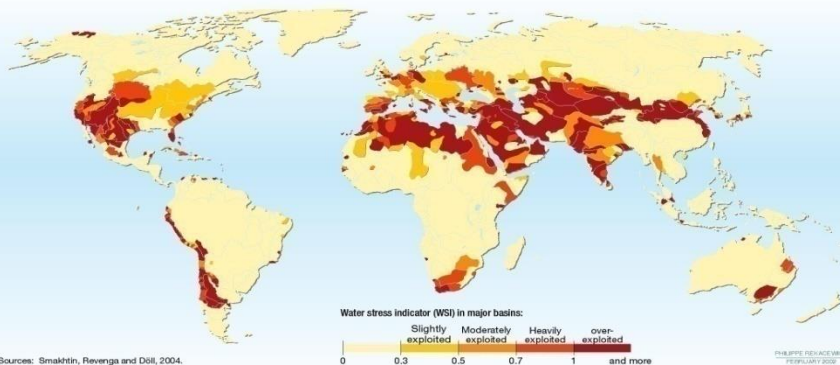 Water stress indicator (WSI) in major basins:
Slightly exploited
Moderately exploited
Heavily exploited
over-exploited
0 0.3 0.5 0.7 1 and more
Sources: Smakhtin, Revenga and Döll, 2004.
PHILIPPE REKACEWICZ
FEBRUARY 2006